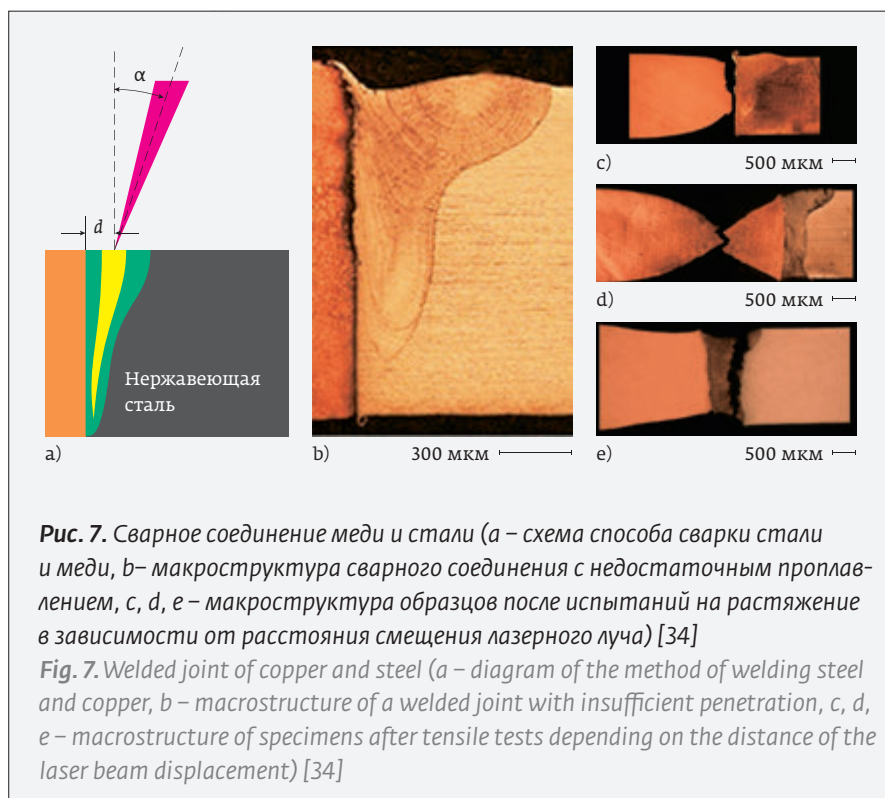 α
d
Нержавеющая
сталь
a)
b)
300 мкм
c)
500 мкм
d)
500 мкм
e)
500 мкм
Рис. 7. Сварное соединение меди и стали (a – схема способа сварки стали
и меди, b– макроструктура сварного соединения с недостаточным проплав-
лением, c, d, e – макроструктура образцов после испытаний на растяжение
в зависимости от расстояния смещения лазерного луча) [34]
Fig. 7. Welded joint of copper and steel (a – diagram of the method of welding steel
and copper, b – macrostructure of a welded joint with insufficient penetration, c, d,
e – macrostructure of specimens after tensile tests depending on the distance of the
laser beam displacement) [34]